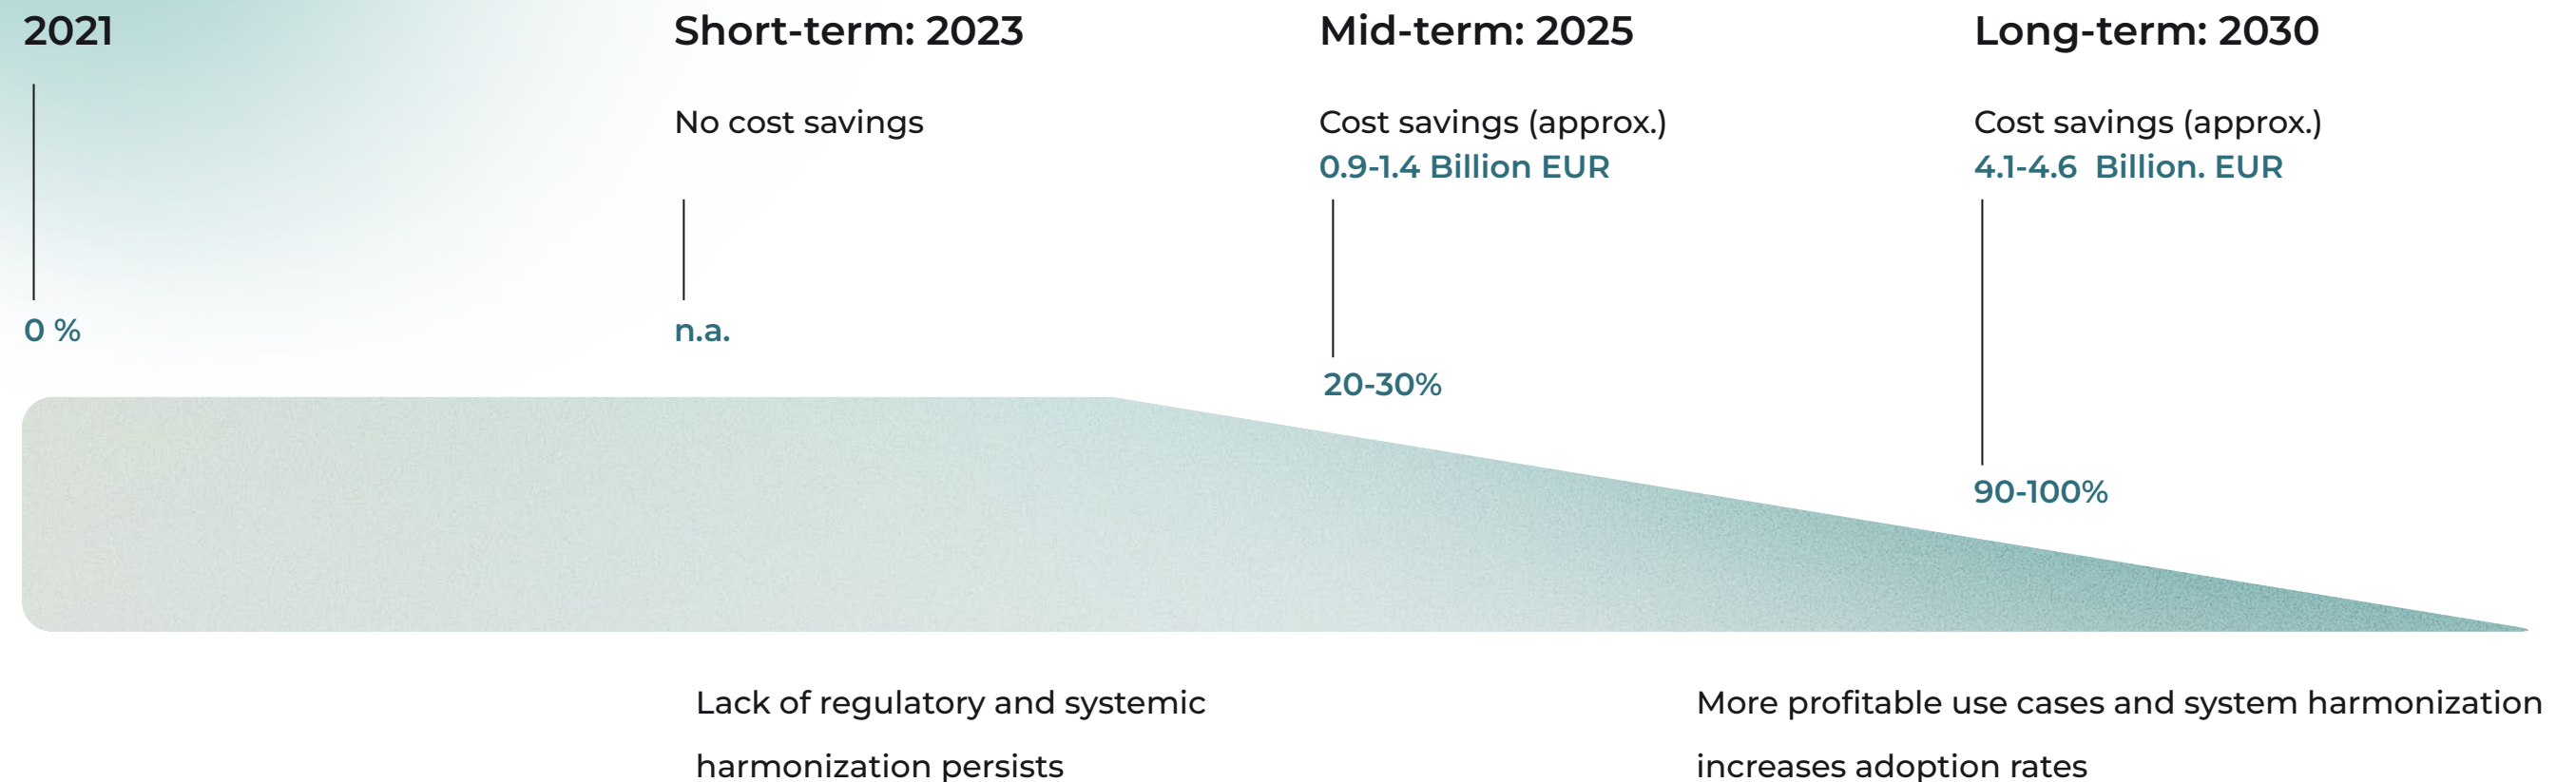 2021
Short-term: 2023
Mid-term: 2025
Long-term: 2030
No cost savings
Cost savings (approx.)
0.9-1.4 Billion EUR
Cost savings (approx.)
4.1-4.6 Billion. EUR
0 %
n.a.
20-30%
90-100%
Lack of regulatory and systemic
harmonization persists
More profitable use cases and system harmonization
increases adoption rates